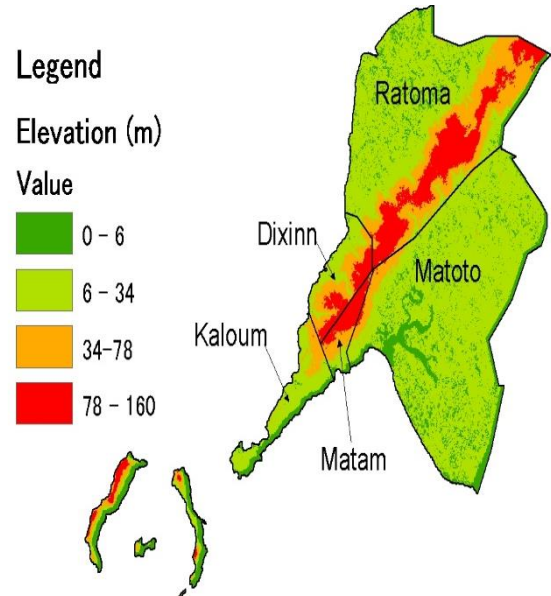 Legend
Elevation (m)
Value
0 - 6
6 - 34
34-78
78 - 160
Ratoma
Dixinn
Matoto
Kaloum
Matam